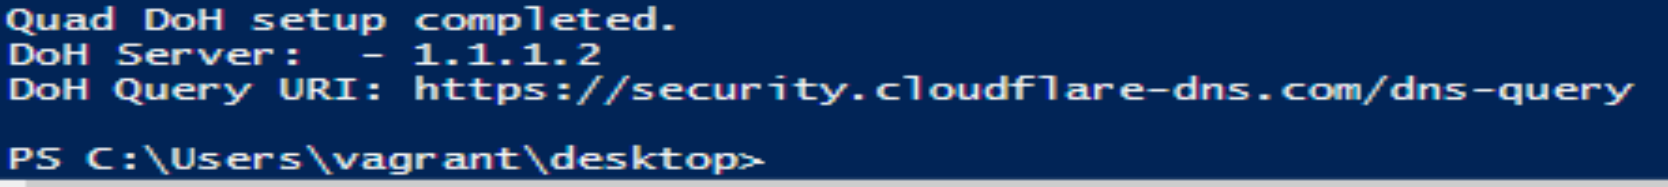 Quad DoH setup completed.
DoH Server:  - 1.1.1.2
DoH Query URI: https://security.cloudflare-dns.com/dns-query
PS C:\Users\vagrant\desktop>